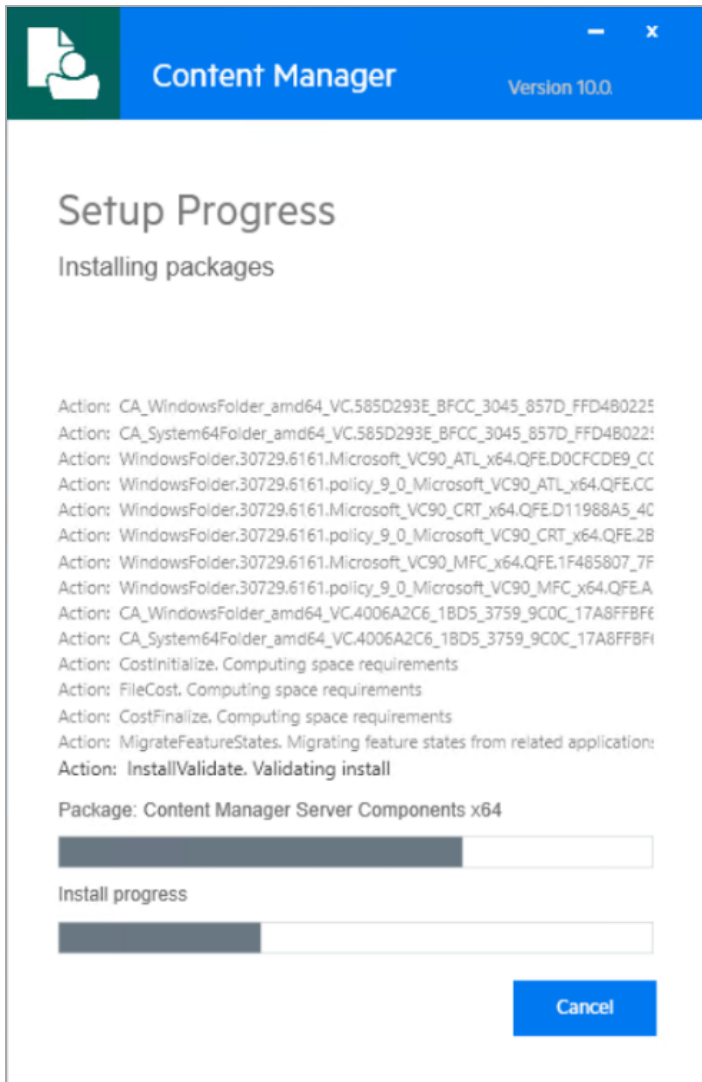 Content Manager
Version 10.0.
Setup Progress
Installing packages
Action: CA_WindowsFolder_amd64_VC.585D293E_BFCC_3045_857D_FFD4B0225
Action: CA_System64Folder_amd64_VC.585D293E_BFCC_3045_857D_FFD4B0225
Action: WindowsFolder.30729.6161.Microsoft_VC90_ATL_x64.QFE.D0CFCDE9_C0
Action: WindowsFolder.30729.6161.policy_9_0_Microsoft_VC90_ATL_x64.QFE.CC
Action: WindowsFolder.30729.6161.Microsoft_VC90_CRT_x64.QFE.D11988A5_40
Action: WindowsFolder.30729.6161.policy_9_0_Microsoft_VC90_CRT_x64.QFE.2B
Action: WindowsFolder.30729.6161.Microsoft_VC90_MFC_x64.QFE.1F485807_7F
Action: WindowsFolder.30729.6161.policy_9_0_Microsoft_VC90_MFC_x64.QFE.A
Action: CA_WindowsFolder_amd64_VC.4006A2C6_1BD5_3759_9C0C_17A8FFBF6
Action: CA_System64Folder_amd64_VC.4006A2C6_1BD5_3759_9C0C_17A8FFBF6
Action: CostInitialize. Computing space requirements
Action: FileCost. Computing space requirements
Action: CostFinalize. Computing space requirements
Action: MigrateFeatureStates. Migrating feature states from related applications
Action: InstallValidate. Validating install
Package: Content Manager Server Components x64
Install progress
Cancel